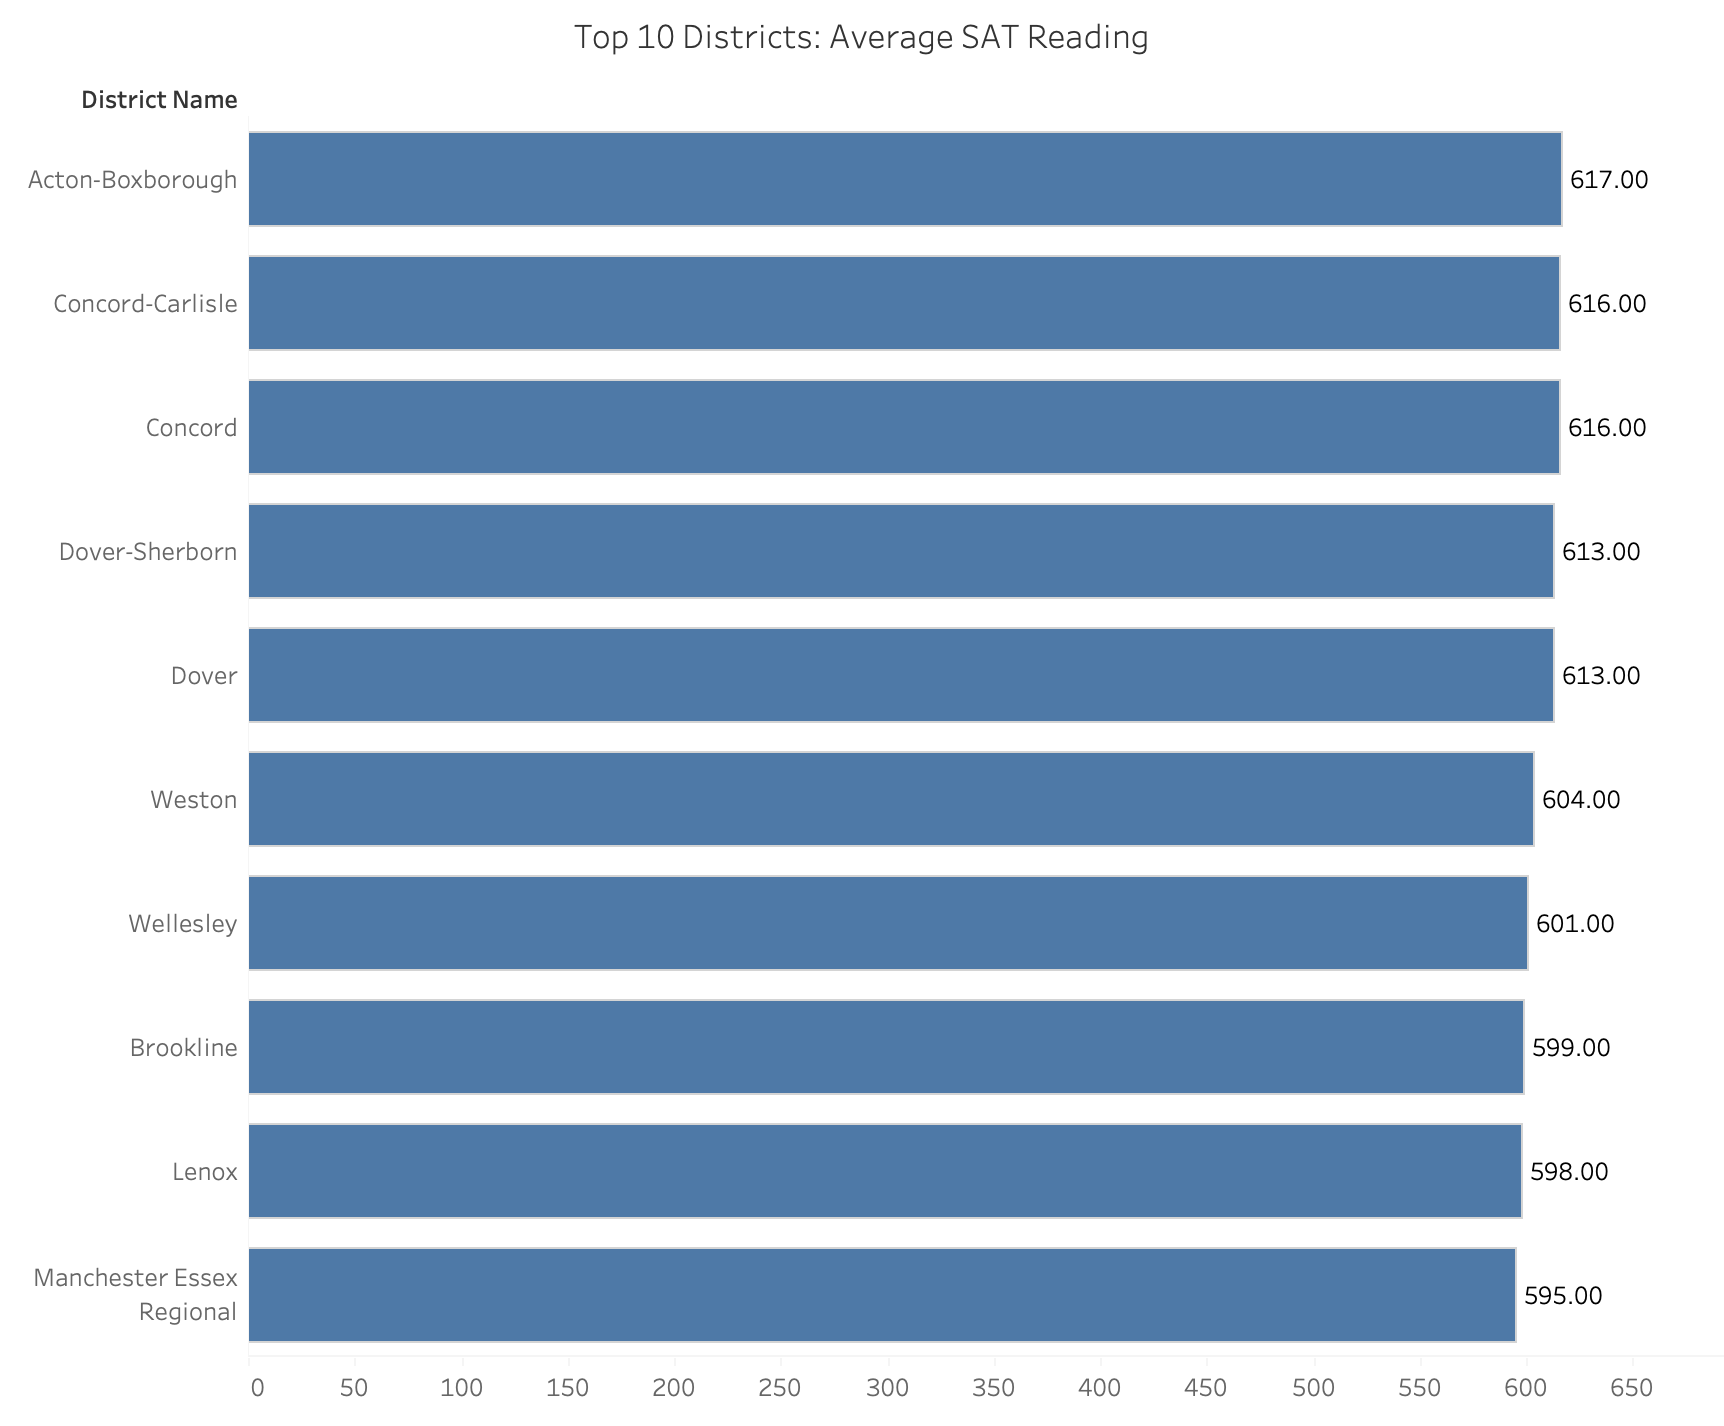 Top 10 Districts: Average SAT Reading
District Name
Acton-Boxborough 617.00
Concord-Carlisle 616.00
Concord 616.00
Dover-Sherborn 613.00
Dover 613.00
Weston 604.00
Wellesley 601.00
Brookline 599.00
Lenox 598.00
Manchester Essex
Regional 595.00
0 50 100 150 200 250 300 350 400 450 500 550 600 650